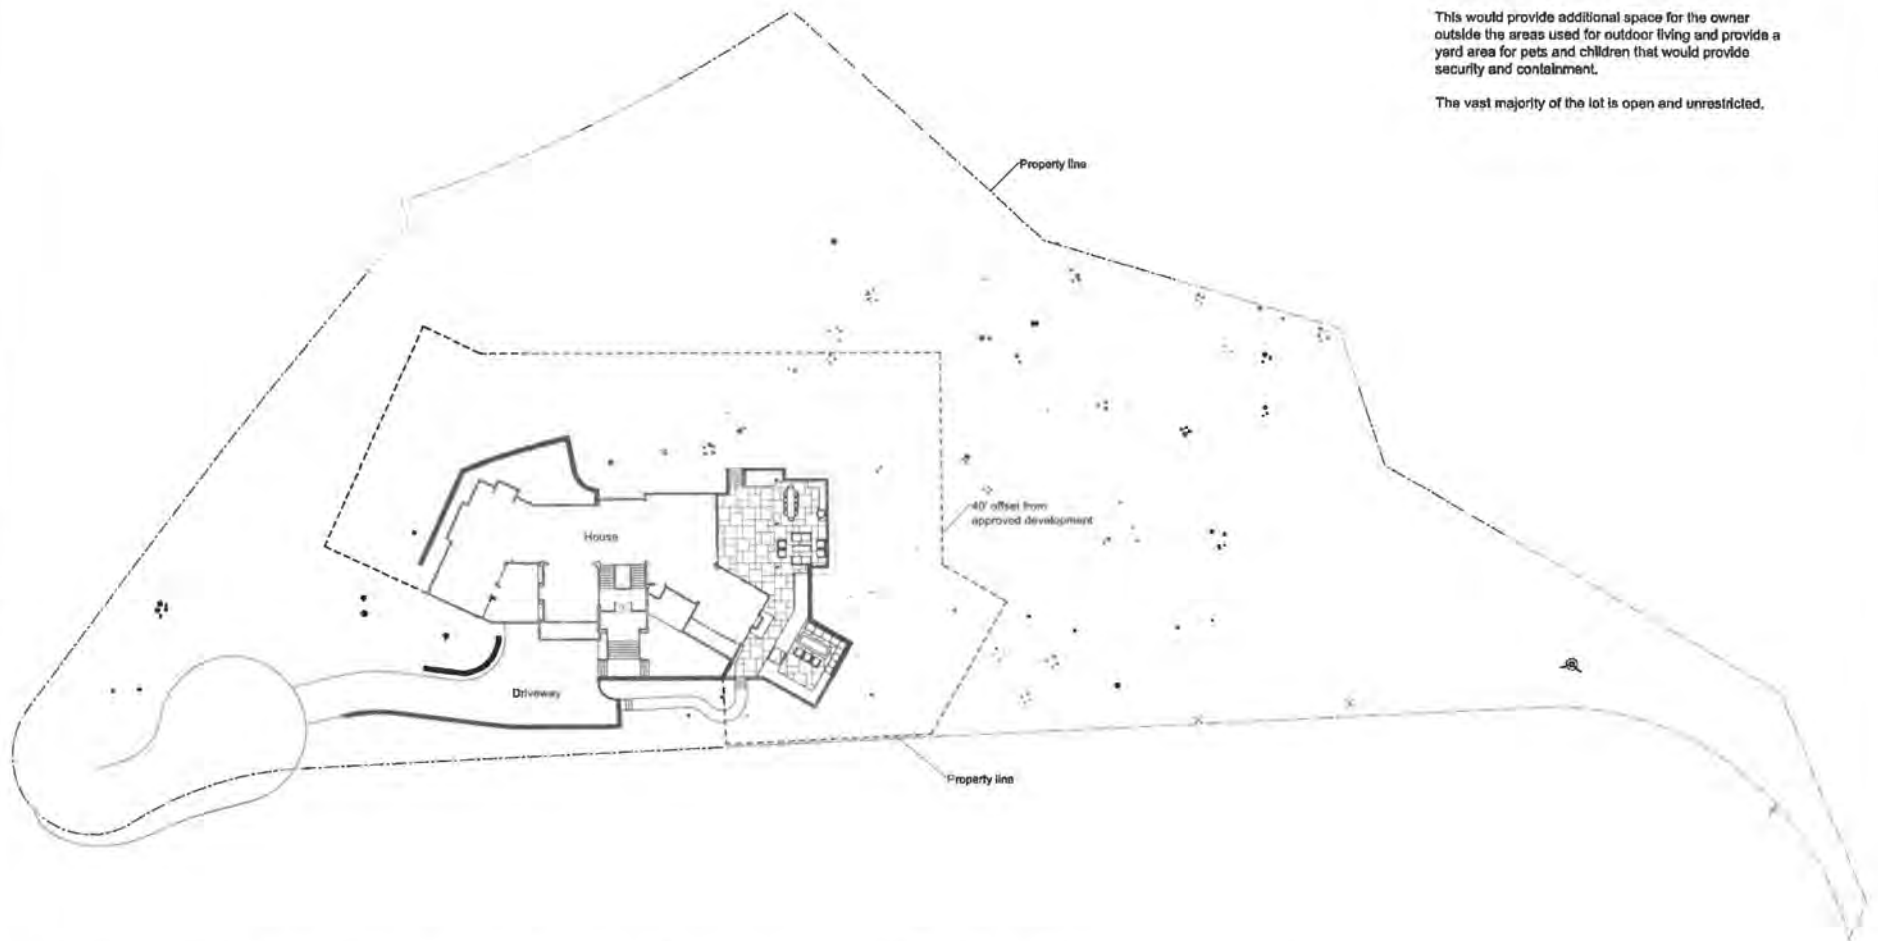 This would provide additional space for the owner
outside the areas used for outdoor living and provide a
yard area for pets and children that would provide
security and containment.
The vast majority of the lot is open and unrestricted.
Property line
40' offset from
approved development
House
Driveway
Property line